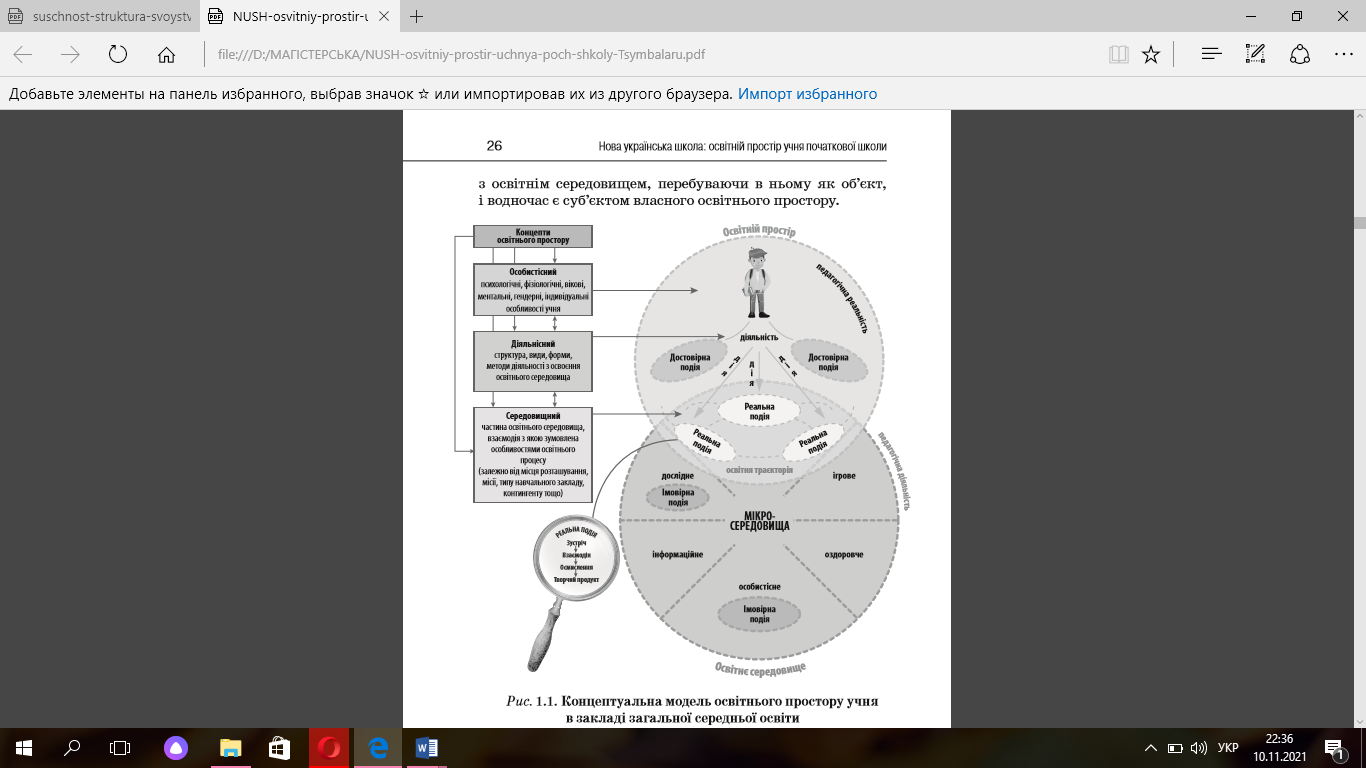 suschnost-struktura-svoystv
NUSH-osvitniy-prostir-u
file:///D:/МАГІСТЕРСЬКА/NUSH-osvitniy-prostir-uchnya-poch-shkoly-Tsymbalaru.pdf
Добавьте элементы на панель избранного, выбрав значок ☆ или импортировав их из другого браузера. Импорт избранного
26 Нова українська школа: освітній простір учня початкової школи
з освітнім середовищем, перебуваючи в ньому як об’єкт,
і водночас є суб’єктом власного освітнього простору.
Концепти
освітнього простору
Особистісний
психологічні, фізіологічні, вікові,
ментальні, гендерні, індивідуальні
особливості учня
Діяльнісний
структура, види, форми,
методи діяльності з освоєння
освітнього середовища
Середовищний
частина освітнього середовища,
взаємодія з якою зумовлена
особливостями освітнього
процесу
(залежно від місця розташування,
місії, типу навчального закладу,
контингенту тощо)
РЕАЛЬНА ПОДІЯ
Зустріч
Взаємодія
Осмислення
Творчий продукт
Освітній простір
педагогічна реальність
діяльність
Достовірна
подія
Достовірна
подія
дія
дія
дія
Реальна
подія
Реальна
подія
Реальна
подія
освітня траєкторія
педагогічна діяльність
дослідне
ігрове
Імовірна
подія
МІКРО-
СЕРЕДОВИЩА
інформаційне
оздоровче
особистісне
Імовірна
подія
Освітнє середовище
Рис. 1.1. Концептуальна модель освітнього простору учня
в закладі загальної середньої освіти
УКР
22:36
10.11.2021
1